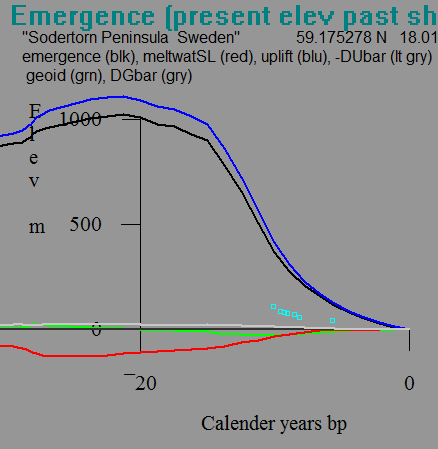 Emergence (present elev past sh
"Sodertorn Peninsula Sweden" 59.175278 N 18.01
emergence (blk), meltwatSL (red), uplift (blu), -DUbar (lt gry)
geoid (grn), DGbar (gry)
E
1000
l
e
v
m
500
0
-20 0
Calender years bp